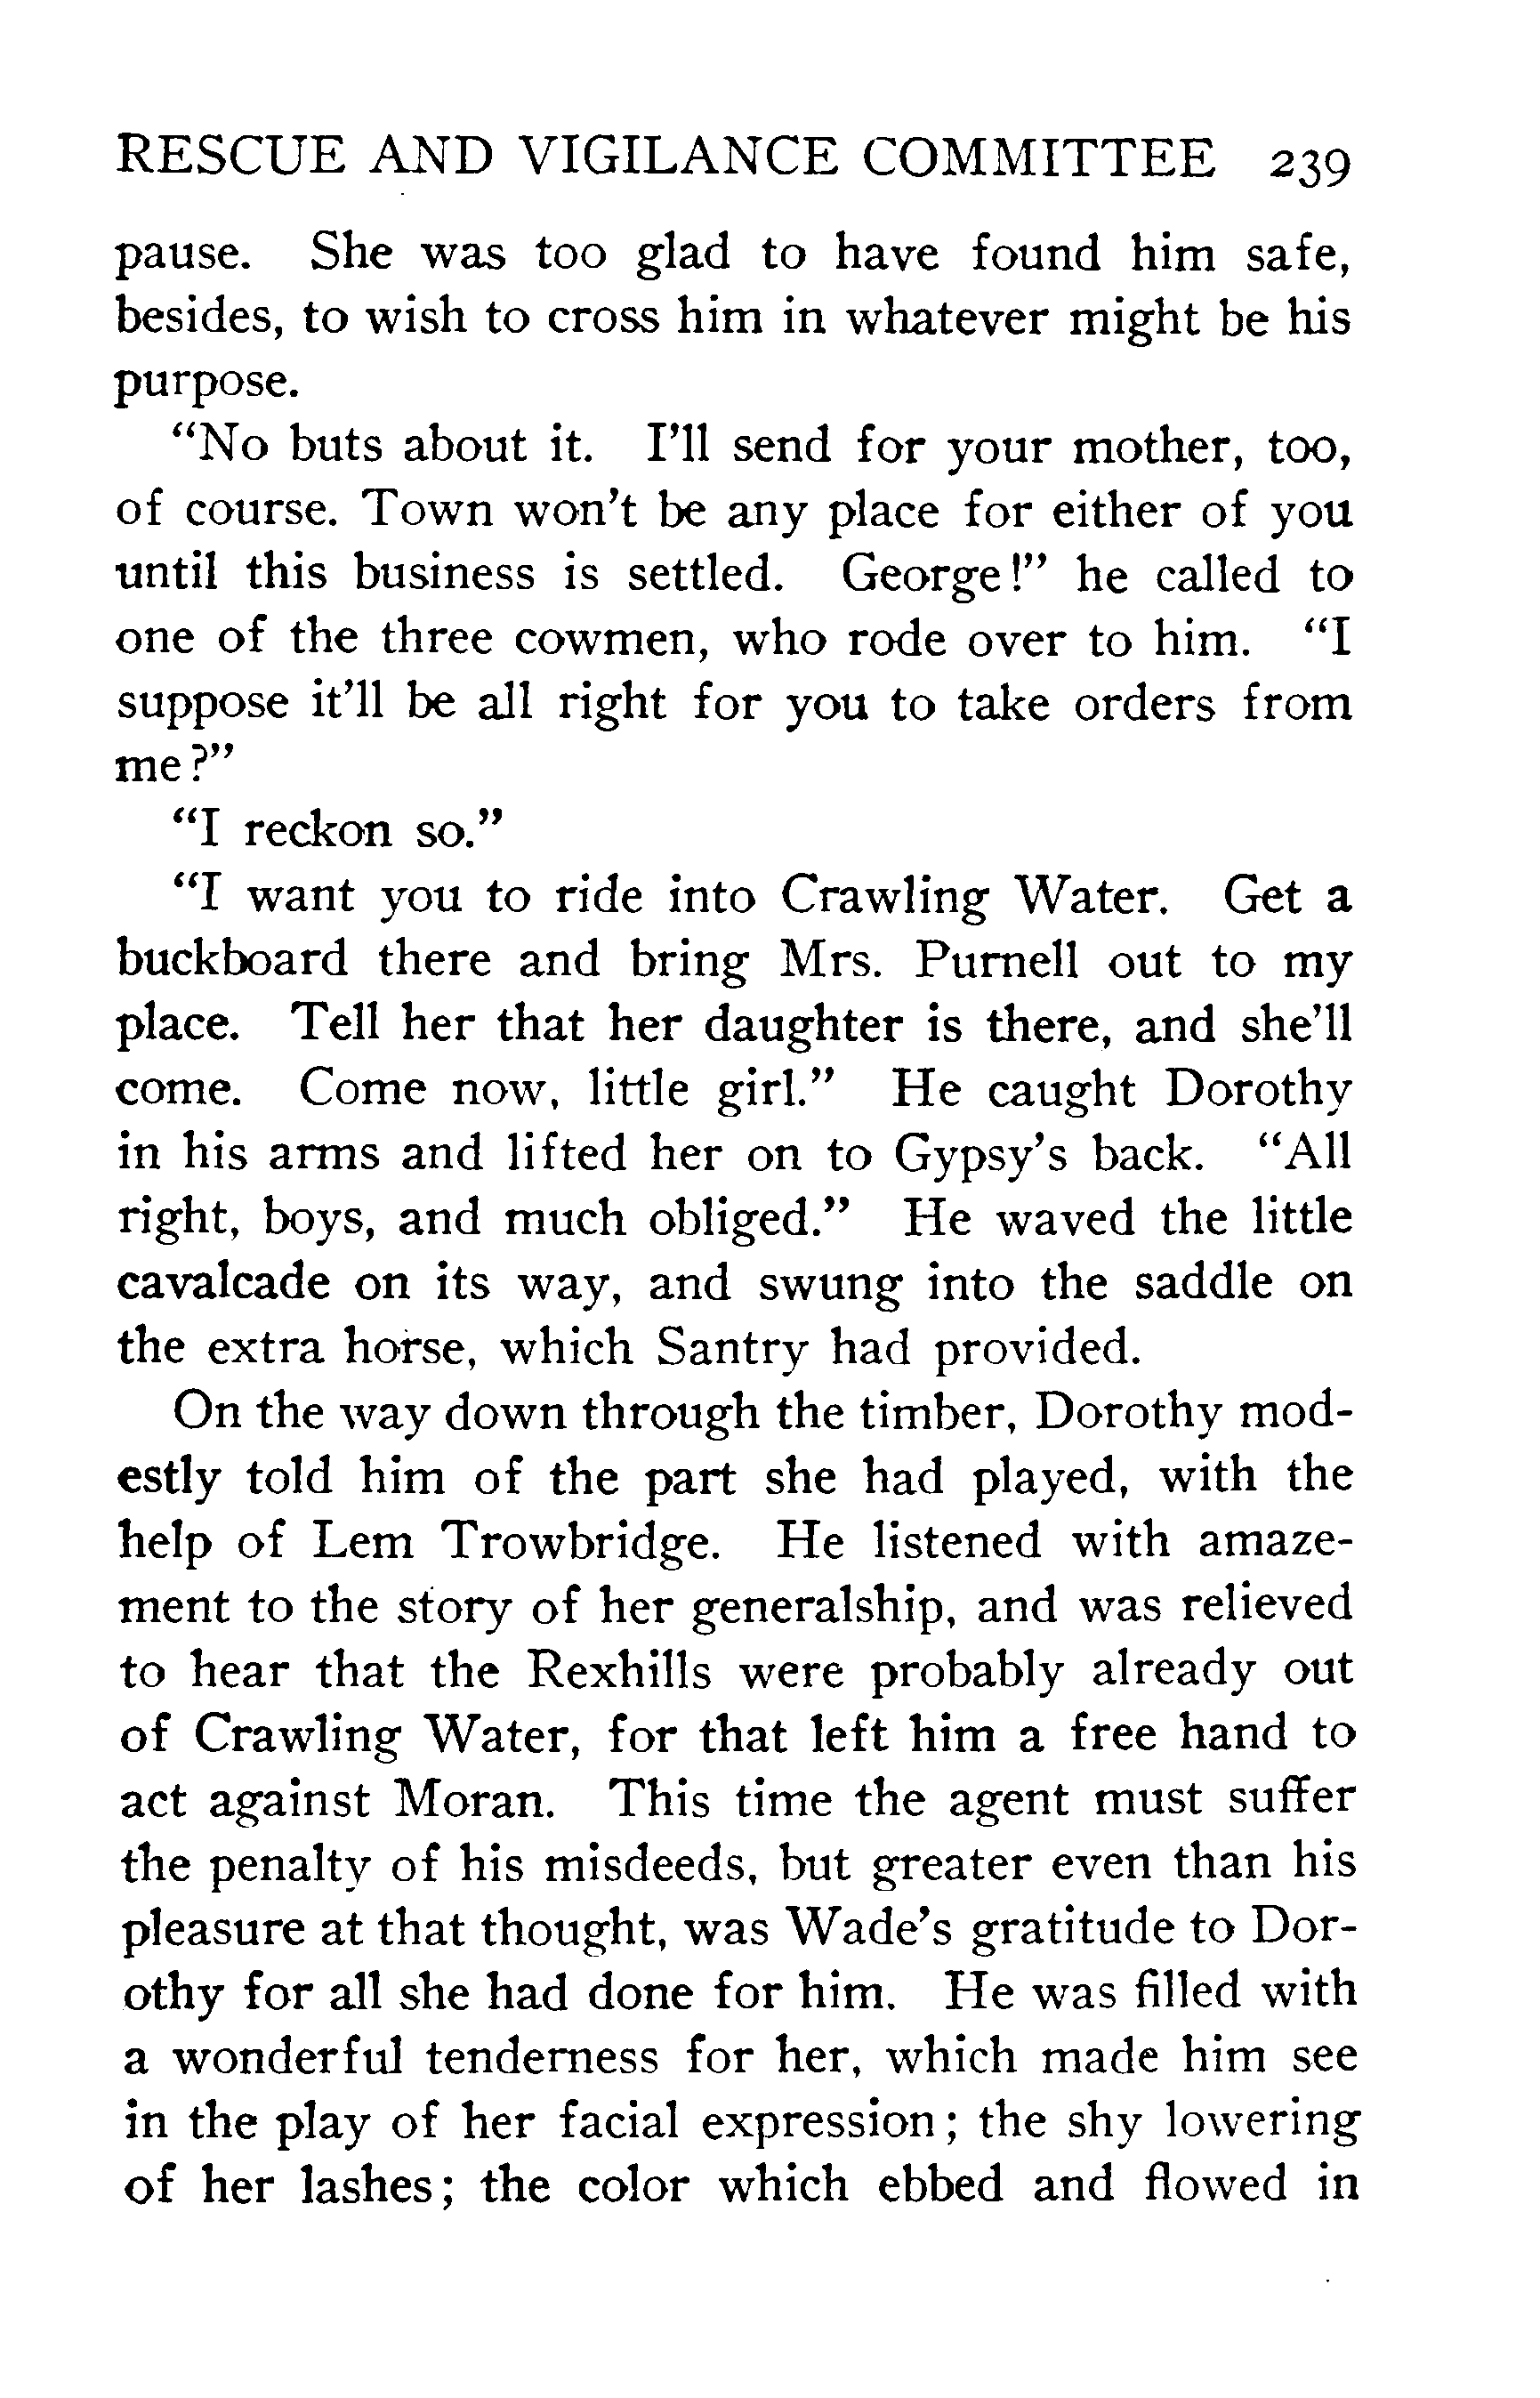 RESCUE AND VIGILANCE COMMITTEE 239
pause. She was too glad to have found him safe,
besides, to wish to cross him in whatever might be his
purpose.
“No buts about it. I’ll send for your mother, too,
of course. Town won’t be any place for either of you
until this business is settled. George!” he called to
one of the three cowmen, who rode over to him. “I
suppose it’ll be all right for you to take orders from
me?”
“I reckon so.”
“I want you to ride into Crawling Water. Get a
buckboard there and bring Mrs. Purnell out to my
place. Tell her that her daughter is there, and she’ll
come. Come now, little girl.” He caught Dorothy
in his arms and lifted her on to Gypsy’s back. “All
right, boys, and much obliged.” He waved the little
cavalcade on its way, and swung into the saddle on
the extra horse, which Santry had provided.
On the way down through the timber, Dorothy mod-
estly told him of the part she had played, with the
help of Lem Trowbridge. He listened with amaze-
ment to the story of her generalship, and was relieved
to hear that the Rexhills were probably already out
of Crawling Water, for that left him a free hand to
act against Moran. This time the agent must suffer
the penalty of his misdeeds, but greater even than his
pleasure at that thought, was Wade’s gratitude to Dor-
othy for all she had done for him. He was filled with
a wonderful tenderness for her, which made him see
in the play of her facial expression; the shy lowering
of her lashes; the color which ebbed and flowed in